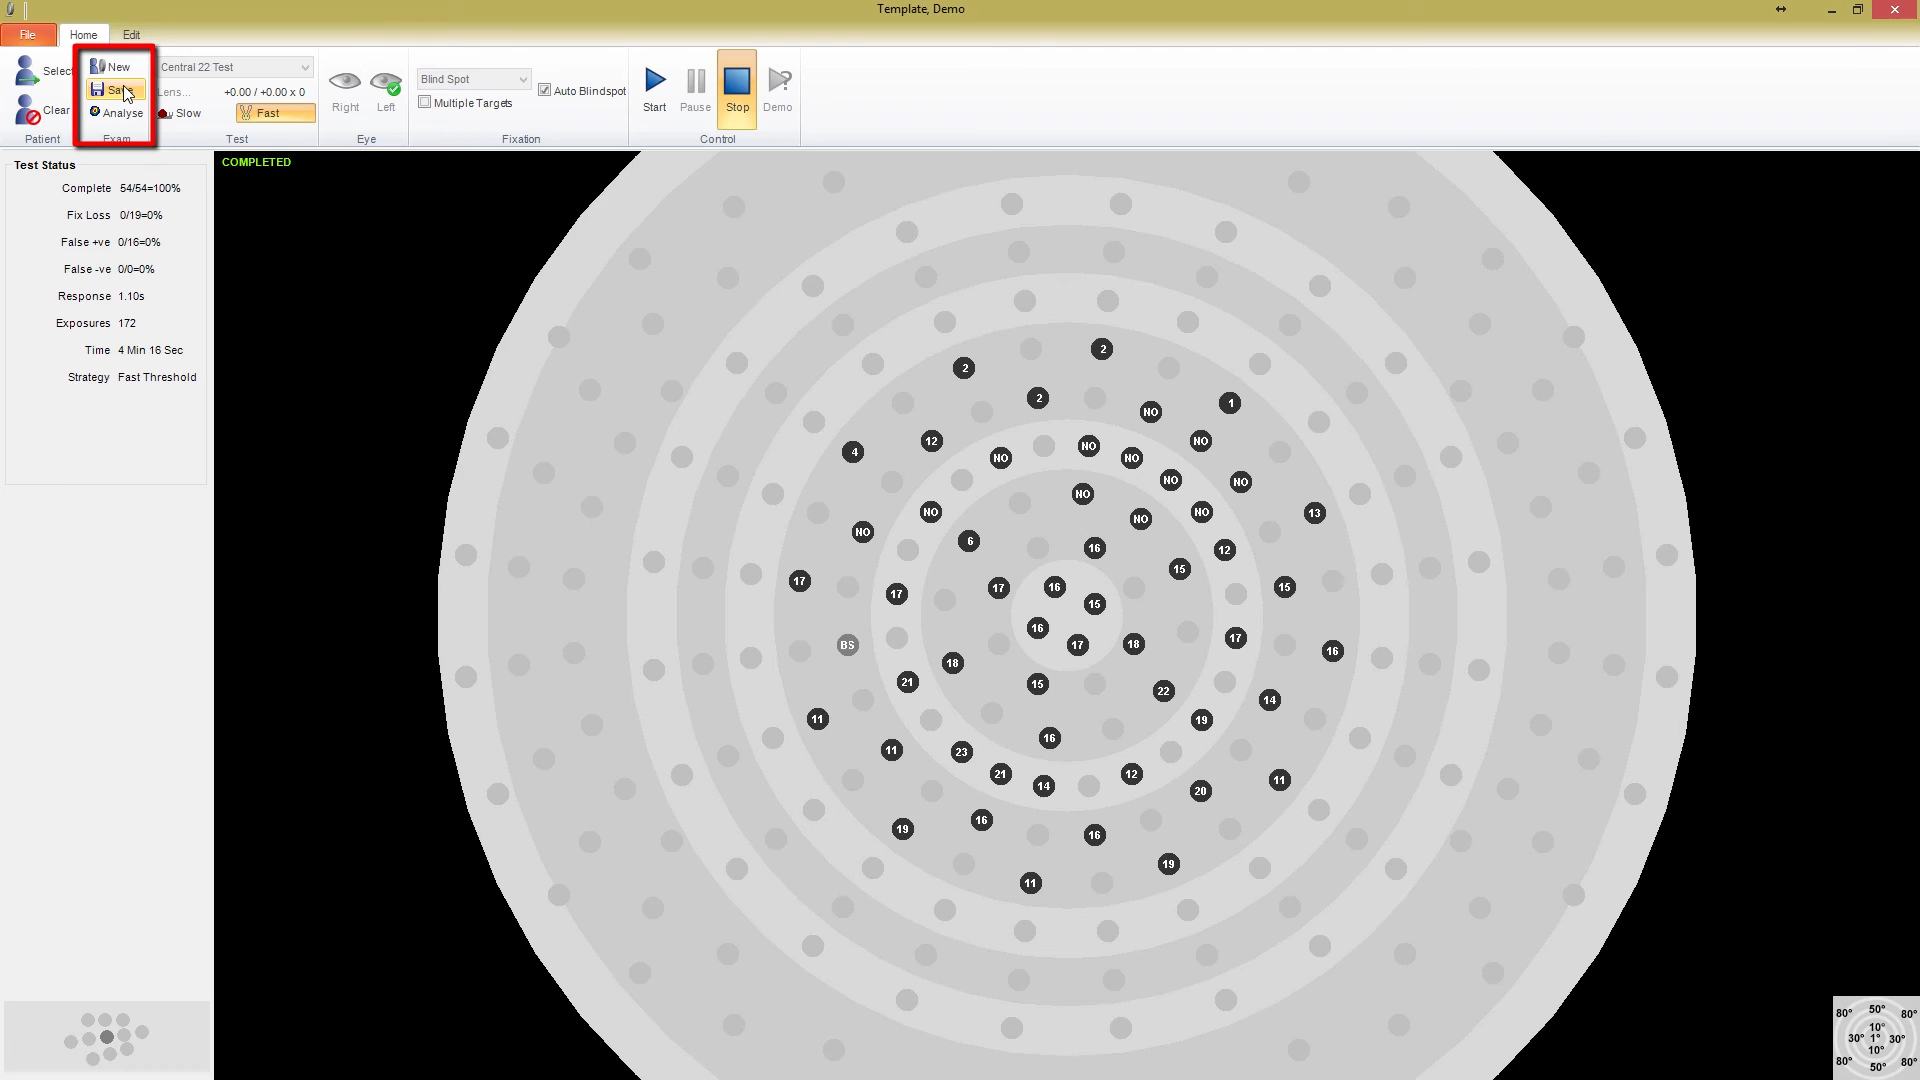 Template, Demo
File Home Edit
Select
Clear
Patient
New
Save
Analyse
Exam
Central 22 Test
Lens... +0.00 / +0.00 x 0
Slow Fast
Test
Right Left
Eye
Blind Spot
Multiple Targets
Auto Blindspot
Fixation
Start Pause Stop Demo
Control
Test Status
Complete 54/54=100%
Fix Loss 0/19=0%
False +ve 0/16=0%
False -ve 0/0=0%
Response 1.10s
Exposures 172
Time 4 Min 16 Sec
Strategy Fast Threshold
COMPLETED
2
2
2
1
NO
12 NO
4 NO
NO NO
NO NO
NO
NO NO 13
NO
NO
6
16 12
15
17 17 16 15
17
15
16 17
BS 17 18 16
18
21 15
22 14
11 19
16
11 23
21 12 11
14 20
16
19 16
19
11
80° 50° 80°
10°
30° 1° 30°
10°
80° 50° 80°